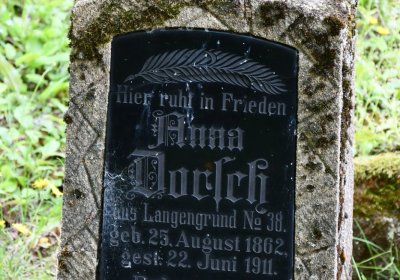 Hier ruht in Frieden
Anna
Dorſch
aus Langengrund No 38.
geb. 25. August 1862
gest. 22. Juni 1911.